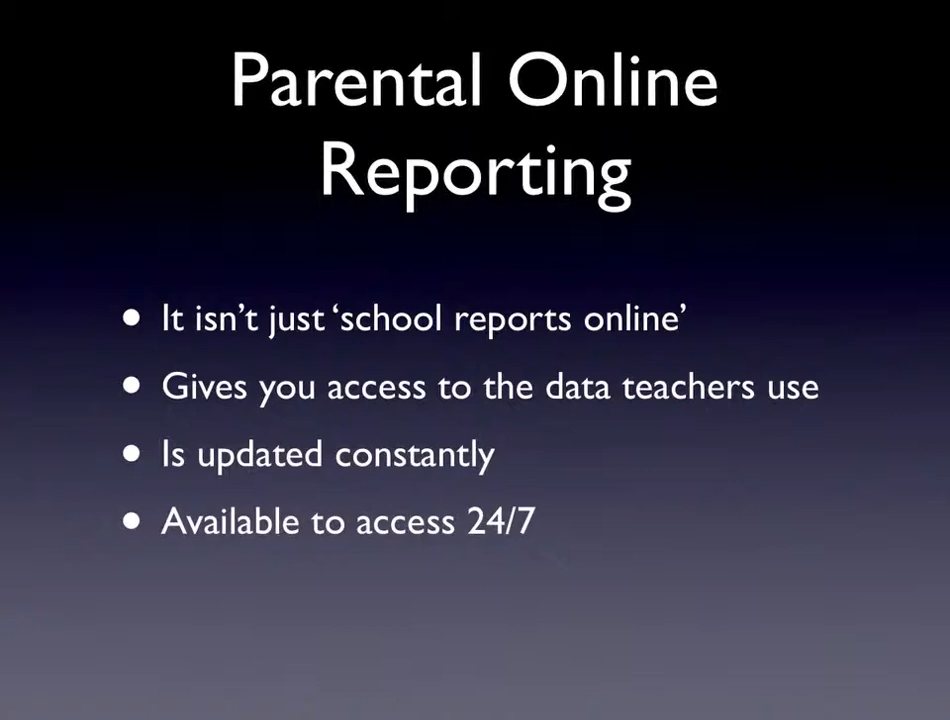 Parental Online
Reporting
• It isn’t just ‘school reports online’
• Gives you access to the data teachers use
• Is updated constantly
• Available to access 24/7